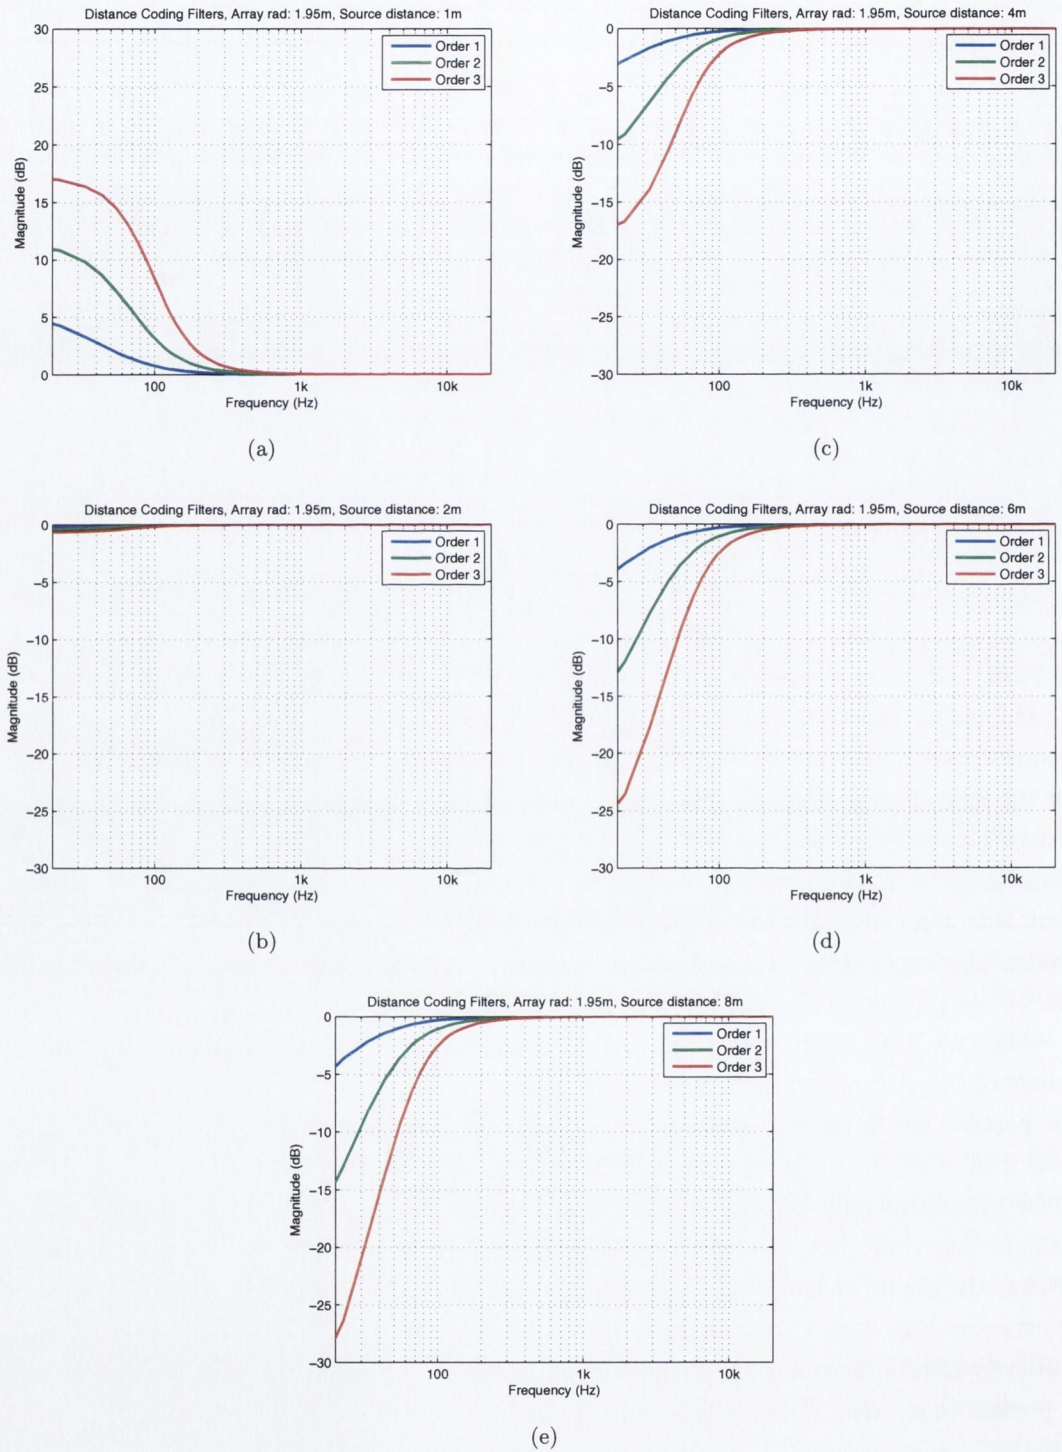 Distance Coding Filters, Array rad: 1.95m, Source distance: 1m
30
25
20
15
10
5
0
Magnitude (dB)
Order 1
Order 2
Order 3
100
1k
10k
Frequency (Hz)
(a)
Distance Coding Filters, Array rad: 1.95m, Source distance: 4m
0
−5
−10
−15
−20
−25
−30
Magnitude (dB)
Order 1
Order 2
Order 3
100
1k
10k
Frequency (Hz)
(c)
Distance Coding Filters, Array rad: 1.95m, Source distance: 2m
0
−5
−10
−15
−20
−25
−30
Magnitude (dB)
Order 1
Order 2
Order 3
100
1k
10k
Frequency (Hz)
(b)
Distance Coding Filters, Array rad: 1.95m, Source distance: 6m
0
−5
−10
−15
−20
−25
−30
Magnitude (dB)
Order 1
Order 2
Order 3
100
1k
10k
Frequency (Hz)
(d)
Distance Coding Filters, Array rad: 1.95m, Source distance: 8m
0
−5
−10
−15
−20
−25
−30
Magnitude (dB)
Order 1
Order 2
Order 3
100
1k
10k
Frequency (Hz)
(e)